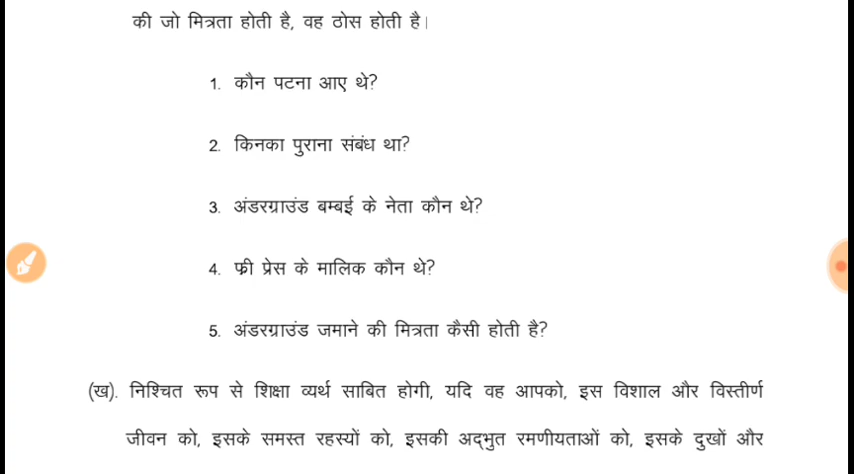 की जो मित्रता होती है, वह ठोस होती है।
1. कौन पटना आए थे?
2. किनका पुराना संबंध था?
3. अंडरग्राउंड बम्बई के नेता कौन थे?
4. फ्री प्रेस के मालिक कौन थे?
5. अंडरग्राउंड जमाने की मित्रता कैसी होती है?
(ख). निश्चित रूप से शिक्षा व्यर्थ साबित होगी, यदि वह आपको, इस विशाल और विस्तीर्ण
जीवन को, इसके समस्त रहस्यों को, इसकी अद्भुत रमणीयताओं को, इसके दुखों और